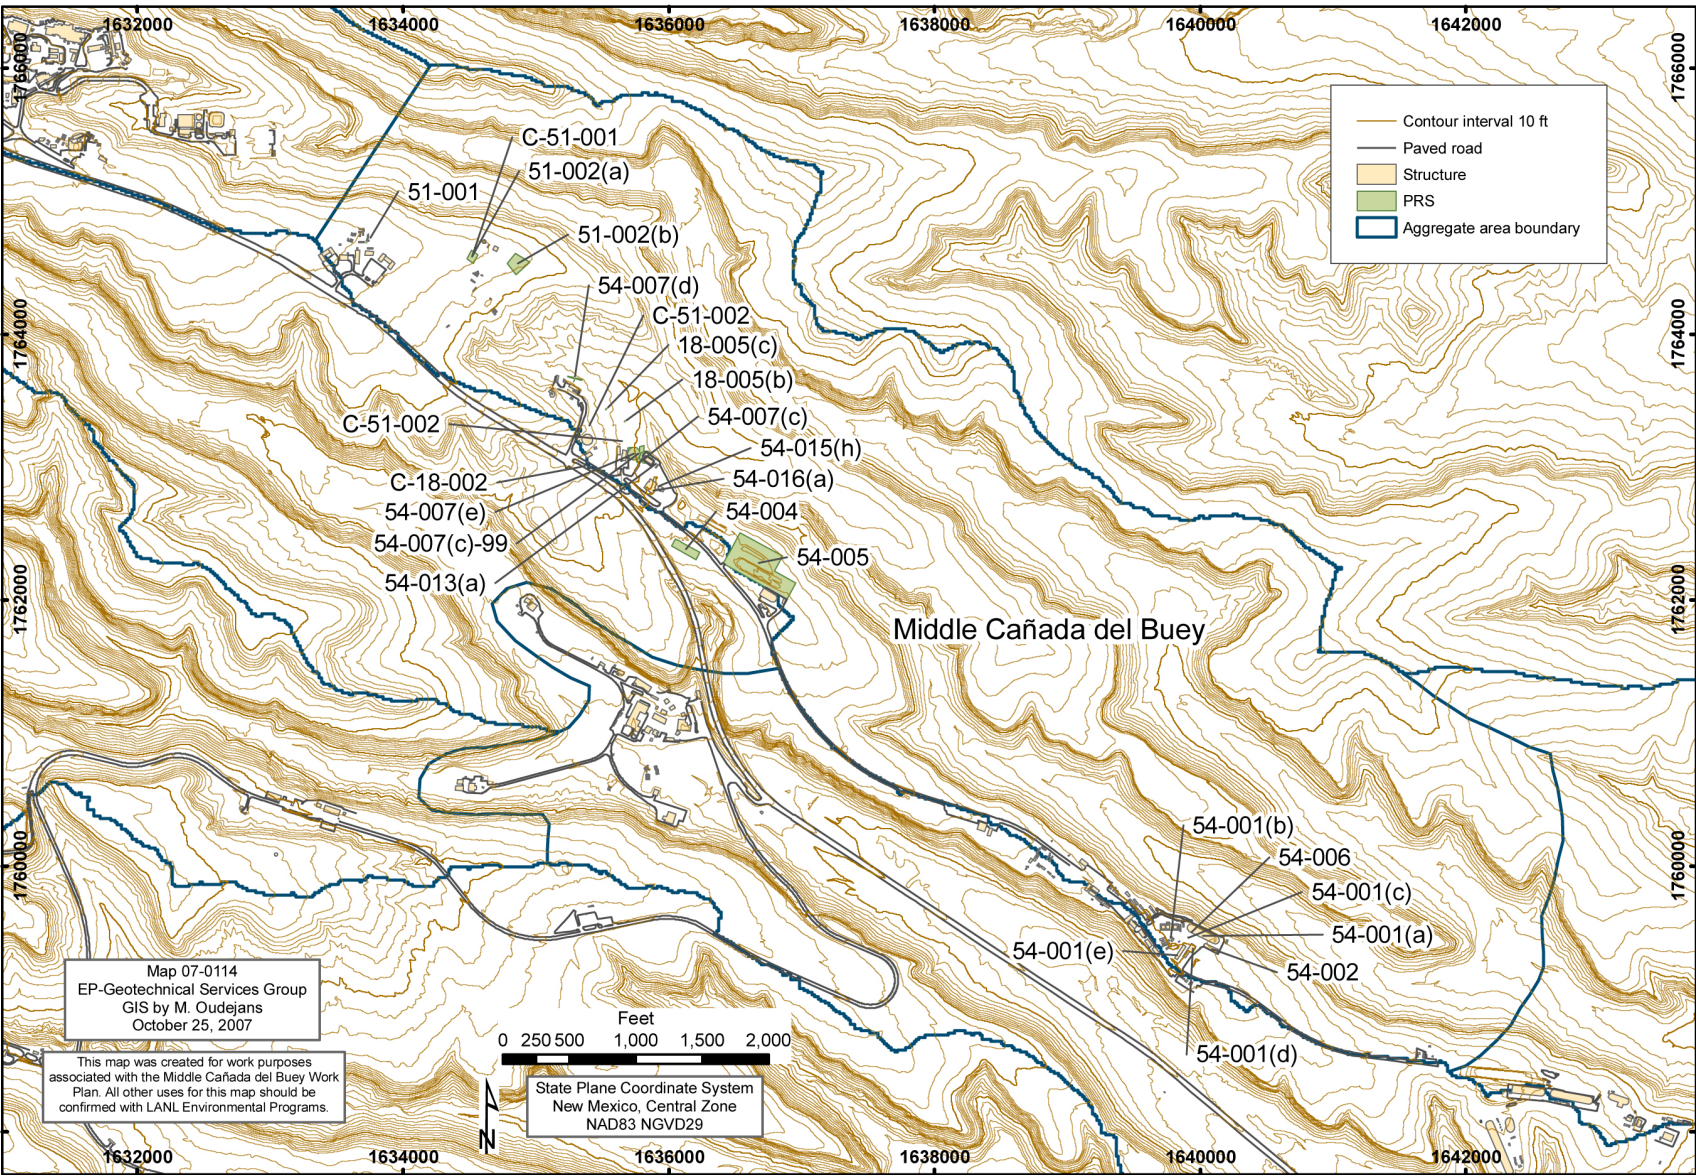 1632000
1634000
1636000
1638000
1640000
1642000
1766000
1766000
Contour interval 10 ft
Paved road
Structure
PRS
Aggregate area boundary
C-51-001
51-002(a)
51-001
51-002(b)
54-007(d)
C-51-002
18-005(c)
18-005(b)
54-007(c)
C-51-002
54-015(h)
54-016(a)
C-18-002
54-007(e)
54-004
54-007(c)-99
54-005
54-013(a)
1764000
1764000
1762000
1762000
Middle Cañada del Buey
54-001(b)
54-006
54-001(c)
54-001(a)
54-001(e)
54-002
54-001(d)
1760000
1760000
Map 07-0114
EP-Geotechnical Services Group
GIS by M. Oudejans
October 25, 2007
This map was created for work purposes
associated with the Middle Cañada del Buey Work
Plan. All other uses for this map should be
confirmed with LANL Environmental Programs.
Feet
0 250 500 1,000 1,500 2,000
N
State Plane Coordinate System
New Mexico, Central Zone
NAD83 NGVD29
1632000
1634000
1636000
1638000
1640000
1642000